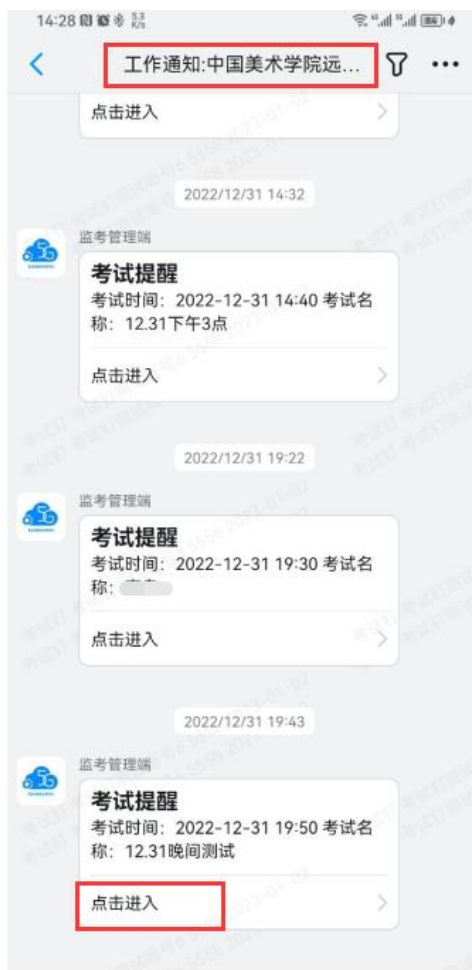 14:28
3.3
K/s
工作通知:中国美术学院远...
点击进入
2022/12/31 14:32
监考管理端
考试提醒
考试时间：2022-12-31 14:40 考试名
称：12.31下午3点
点击进入
2022/12/31 19:22
监考管理端
考试提醒
考试时间：2022-12-31 19:30 考试名
称：
点击进入
2022/12/31 19:43
监考管理端
考试提醒
考试时间：2022-12-31 19:50 考试名
称：12.31晚间测试
点击进入